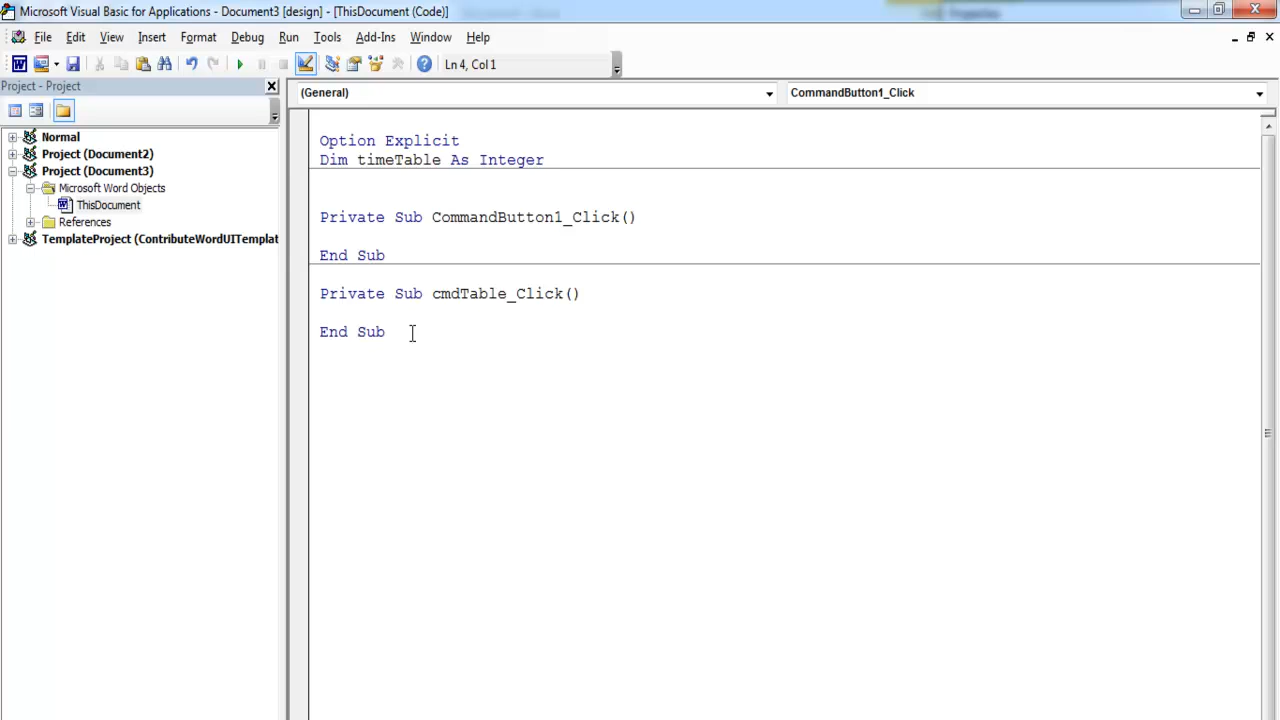 Microsoft Visual Basic for Applications - Document3 [design] - [ThisDocument (Code)]
File Edit View Insert Format Debug Run Tools Add-Ins Window Help
Ln 4, Col 1
Project - Project
Normal
Project (Document2)
Project (Document3)
Microsoft Word Objects
ThisDocument
References
TemplateProject (ContributeWordUITemplat
(General)
CommandButton1_Click
Option Explicit
Dim timeTable As Integer
Private Sub CommandButton1_Click()
End Sub
Private Sub cmdTable_Click()
End Sub